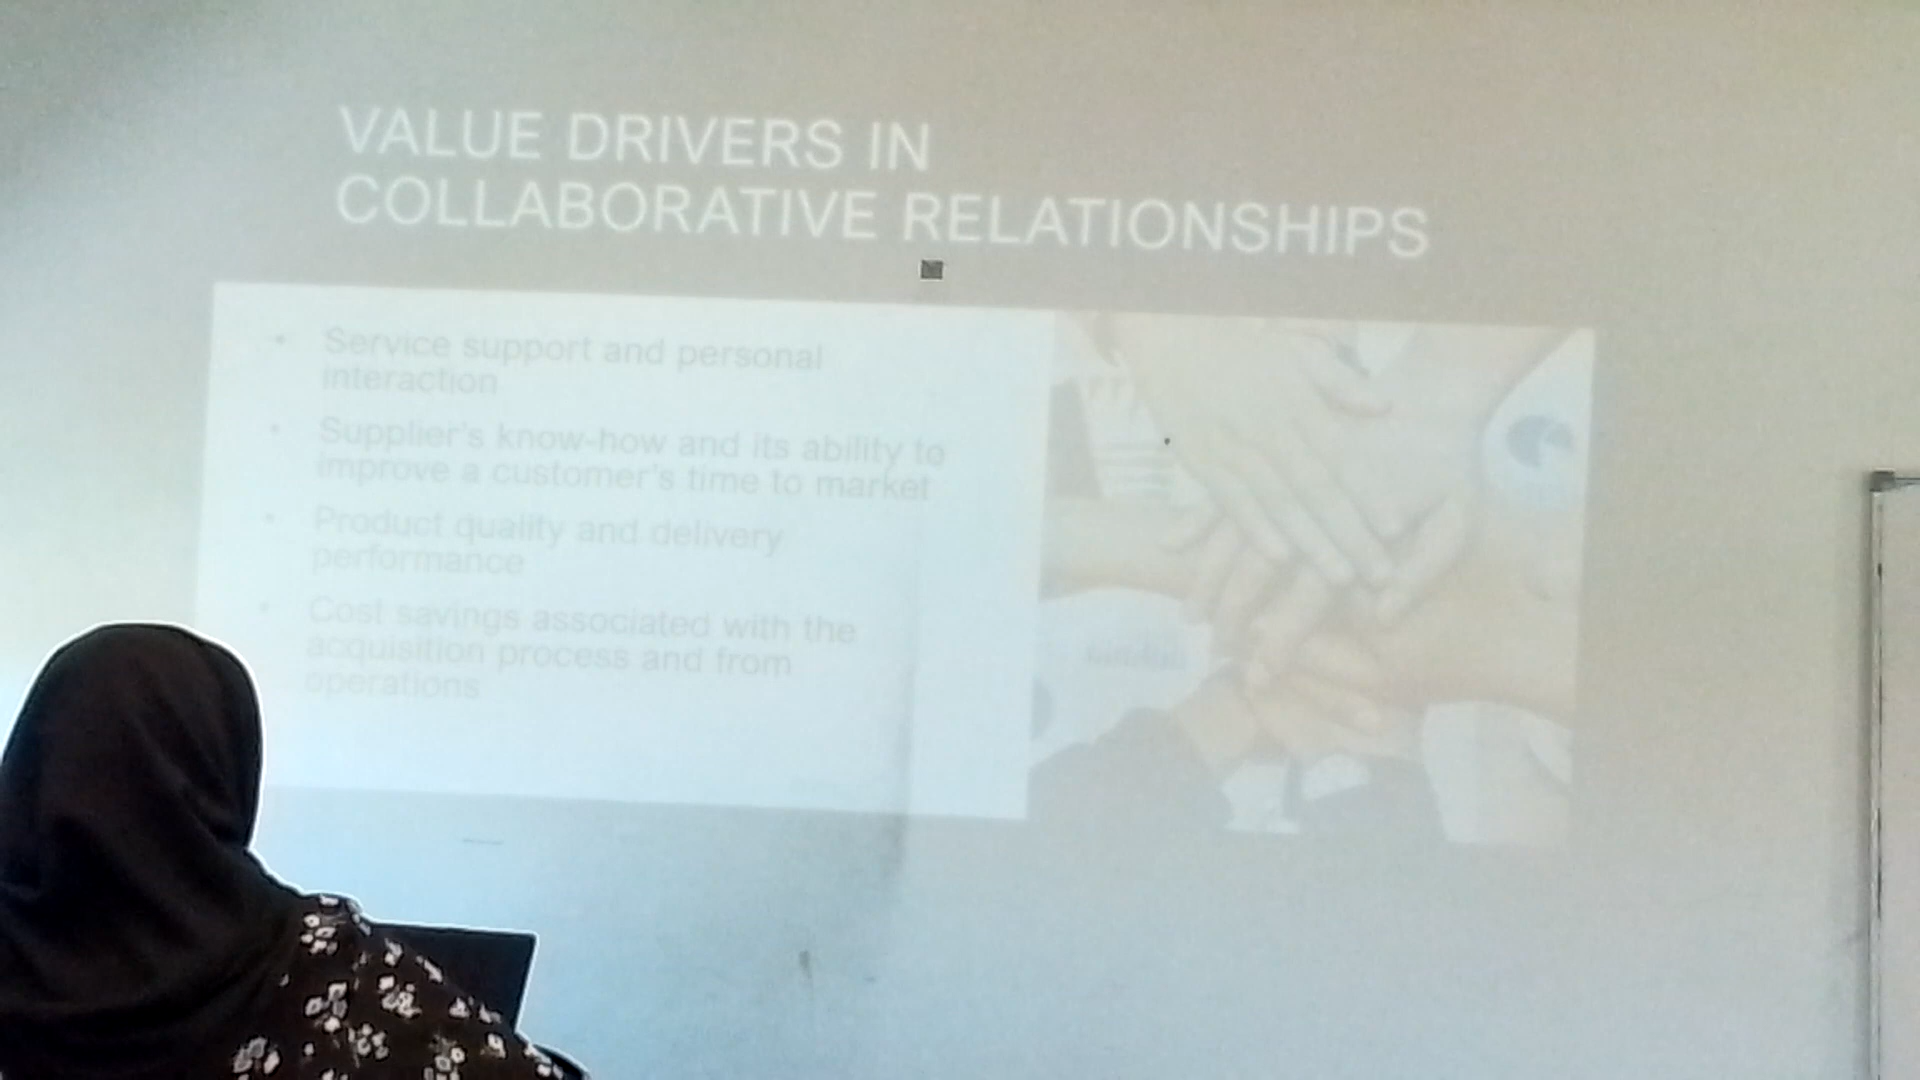 VALUE DRIVERS IN
COLLABORATIVE RELATIONSHIPS
• Service support and personal
interaction
• Supplier's know-how and its ability to
improve a customer's time to market
• Product quality and delivery
performance
• Cost savings associated with the
acquisition process and from
operations